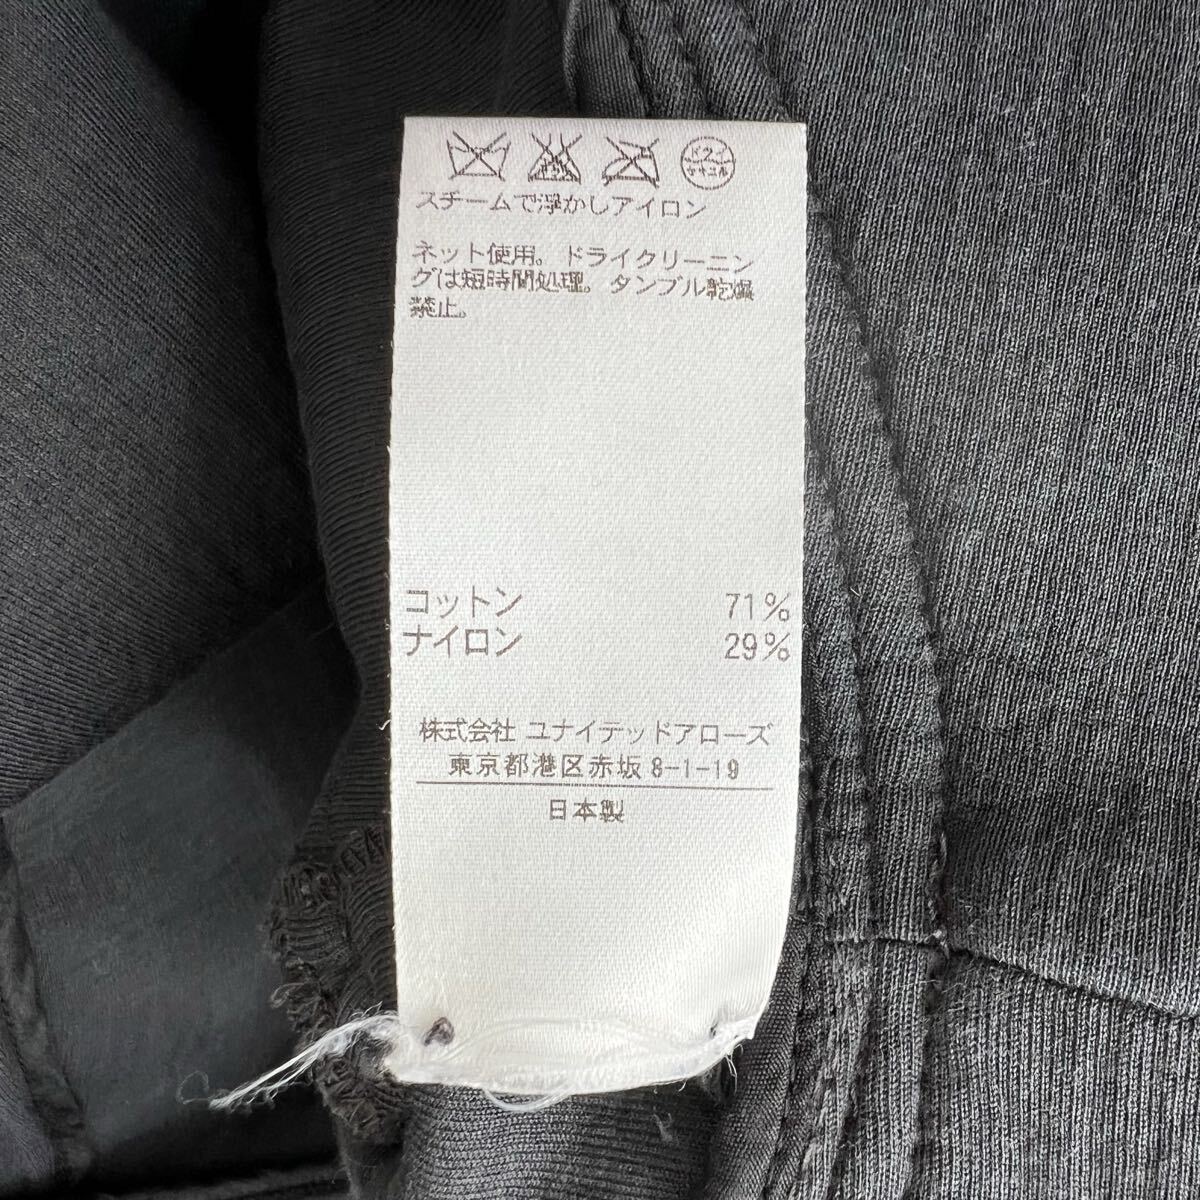 ドライ
セキユ系
スチームで浮かしアイロン
ネット使用。ドライクリーニン
グは短時間処理。タンブル乾燥
禁止。
コットン 71%
ナイロン 29%
株式会社 ユナイテッドアローズ
東京都港区赤坂 8-1-19
日本製